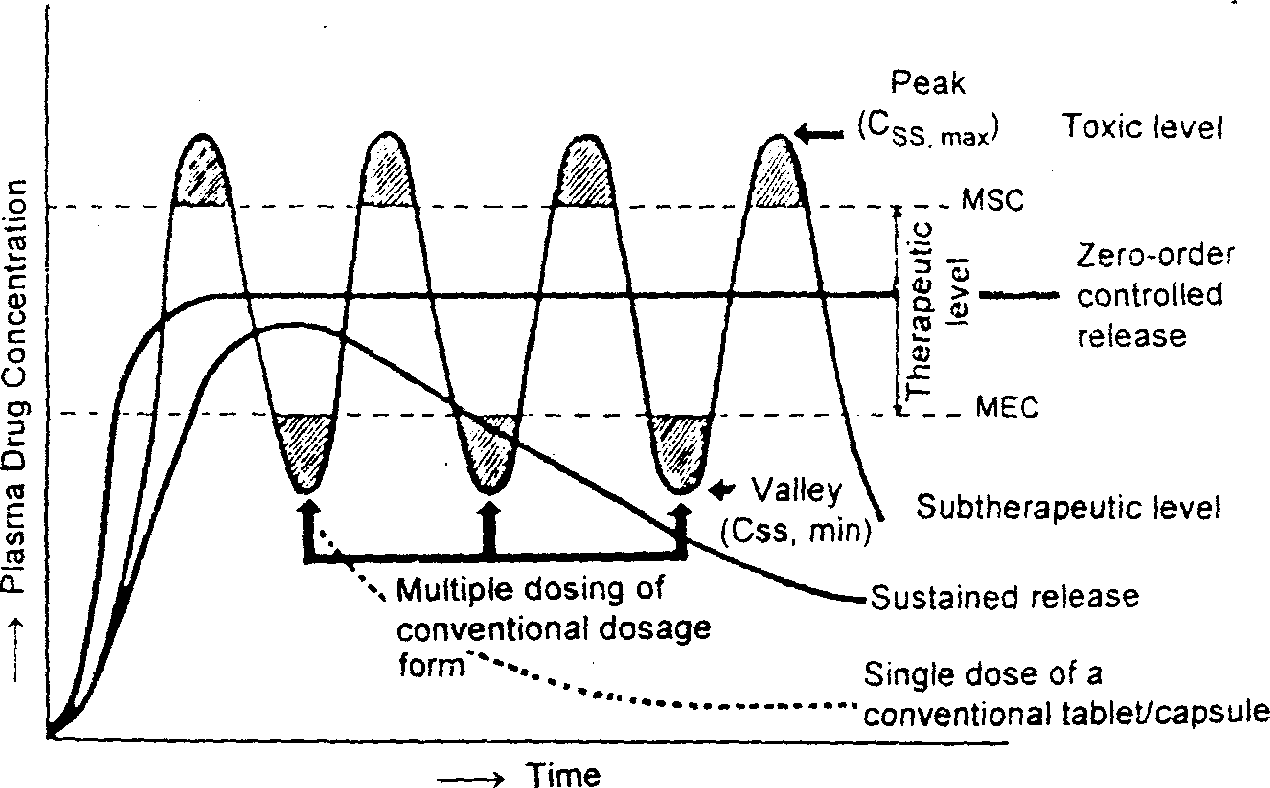 Peak
(CSS, max)
Toxic level
MSC
Therapeutic
level
Zero-order
controlled
release
MEC
Valley
(Css, min)
Subtherapeutic level
Sustained release
Multiple dosing of
conventional dosage
form
Single dose of a
conventional tablet/capsule
→ Plasma Drug Concentration
→ Time